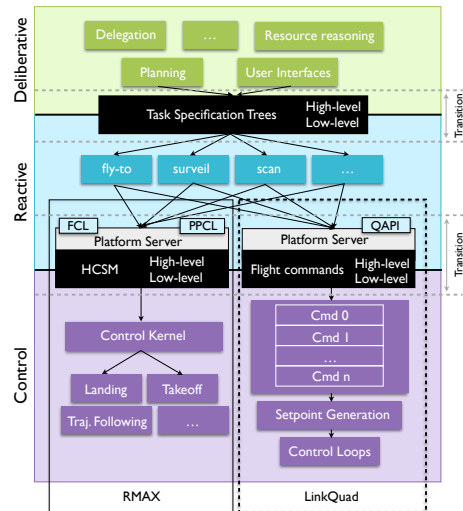 Deliberative
Delegation
...
Resource reasoning
Planning
User Interfaces
Task Specification Trees
High-level
Low-level
Transition
Reactive
fly-to
surveil
scan
...
FCL
PPCL
Platform Server
HCSM
High-level
Low-level
QAPI
Platform Server
Flight commands
High-level
Low-level
Transition
Control
Control Kernel
Landing
Takeoff
Traj. Following
...
Cmd 0
Cmd 1
...
Cmd n
Setpoint Generation
Control Loops
RMAX
LinkQuad